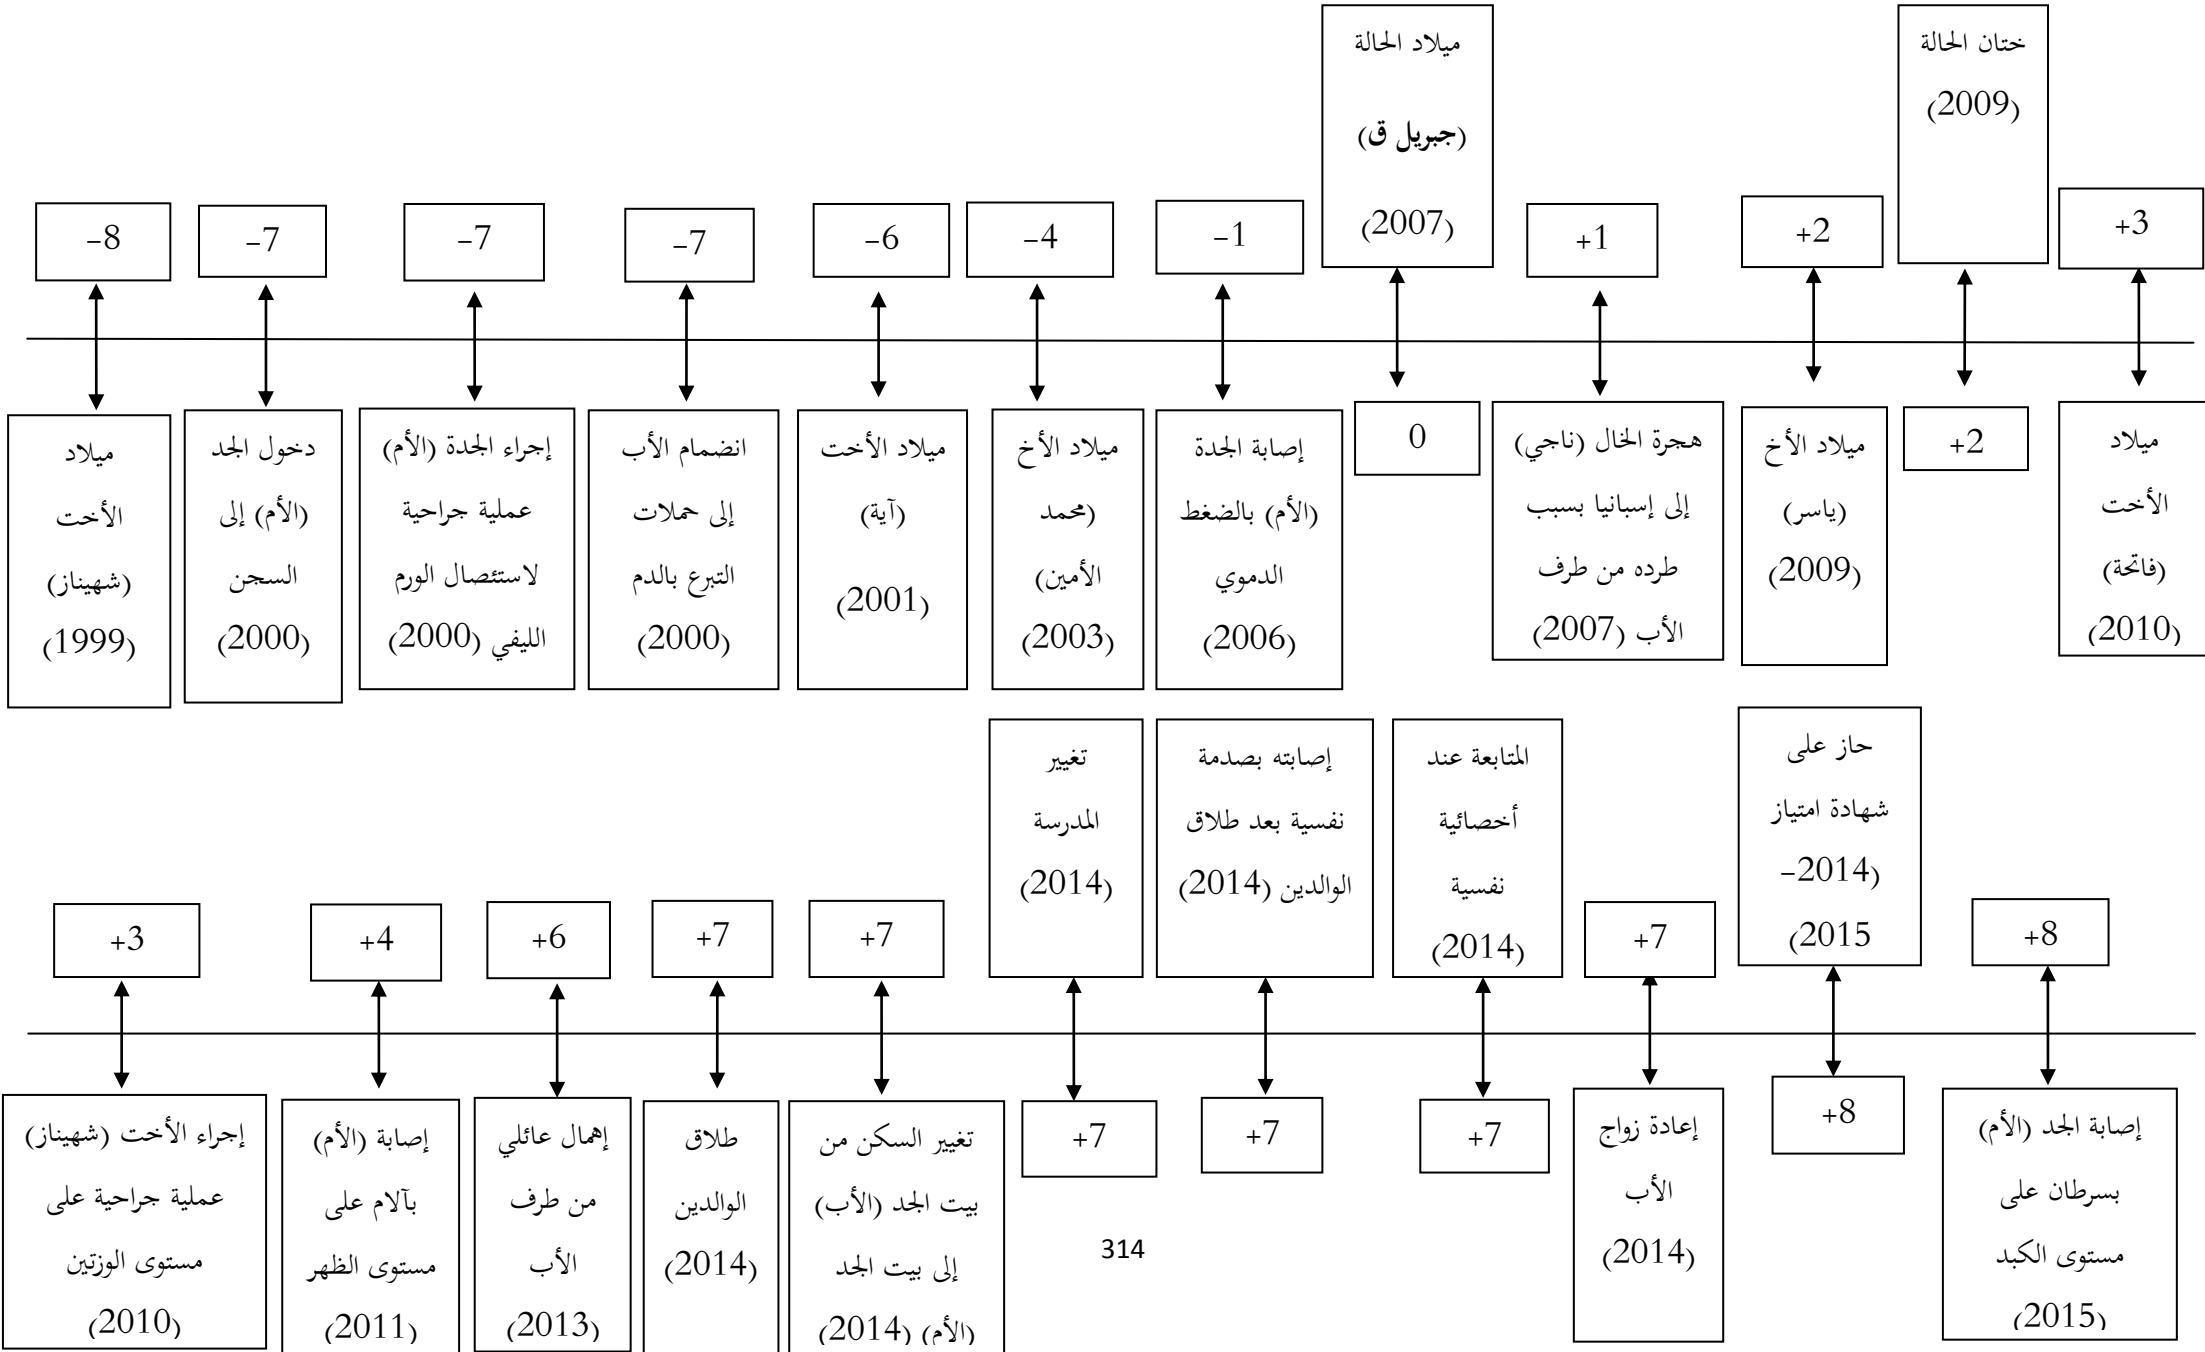 ميلاد الحالة
(جبريل ق)
(2007)
ختان الحالة
(2009)
-8
-7
-7
-7
-6
-4
-1
+1
+2
+3
ميلاد
الأخت
(شهيناز)
(1999)
دخول الجد
(الأم) إلى
السجن
(2000)
إجراء الجدة (الأم)
عملية جراحية
لاستئصال الورم
الليفي (2000)
انضمام الأب
إلى حملات
التبرع بالدم
(2000)
ميلاد الأخت
(آية)
(2001)
ميلاد الأخ
(محمد
الأمين)
(2003)
إصابة الجدة
(الأم) بالضغط
الدموي
(2006)
0
هجرة الخال (ناجي)
إلى إسبانيا بسبب
طرده من طرف
الأب (2007)
ميلاد الأخ
(ياسر)
(2009)
+2
ميلاد
الأخت
(فاتحة)
(2010)
تغيير
المدرسة
(2014)
إصابته بصدمة
نفسية بعد طلاق
الوالدين (2014)
المتابعة عند
أخصائية
نفسية
(2014)
حاز على
شهادة امتياز
(2014-
2015)
+3
+4
+6
+7
+7
+7
+8
إجراء الأخت (شهيناز)
عملية جراحية على
مستوى الوزتين
(2010)
إصابة (الأم)
بآلام على
مستوى الظهر
(2011)
إهمال عائلي
من طرف
الأب
(2013)
طلاق
الوالدين
(2014)
تغيير السكن من
بيت الجد (الأب)
إلى بيت الجد
(الأم) (2014)
+7
+7
+7
إعادة زواج
الأب
(2014)
+8
إصابة الجد (الأم)
بسرطان على
مستوى الكبد
(2015)
314